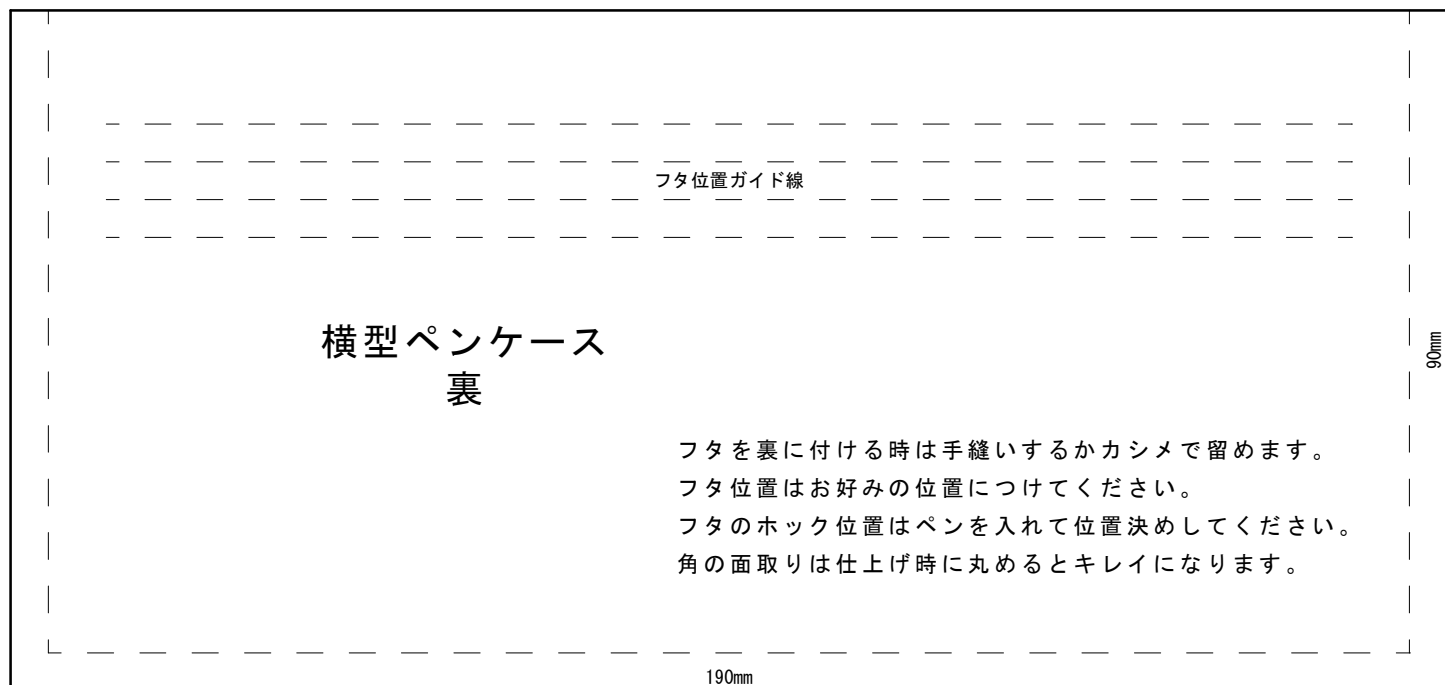 フタ位置ガイド線
横型ペンケース
裏
90mm
フタを裏に付ける時は手縫いするかカシメで留めます。
フタ位置はお好みの位置につけてください。
フタのホック位置はペンを入れて位置決めしてください。
角の面取りは仕上げ時に丸めるとキレイになります。
190mm